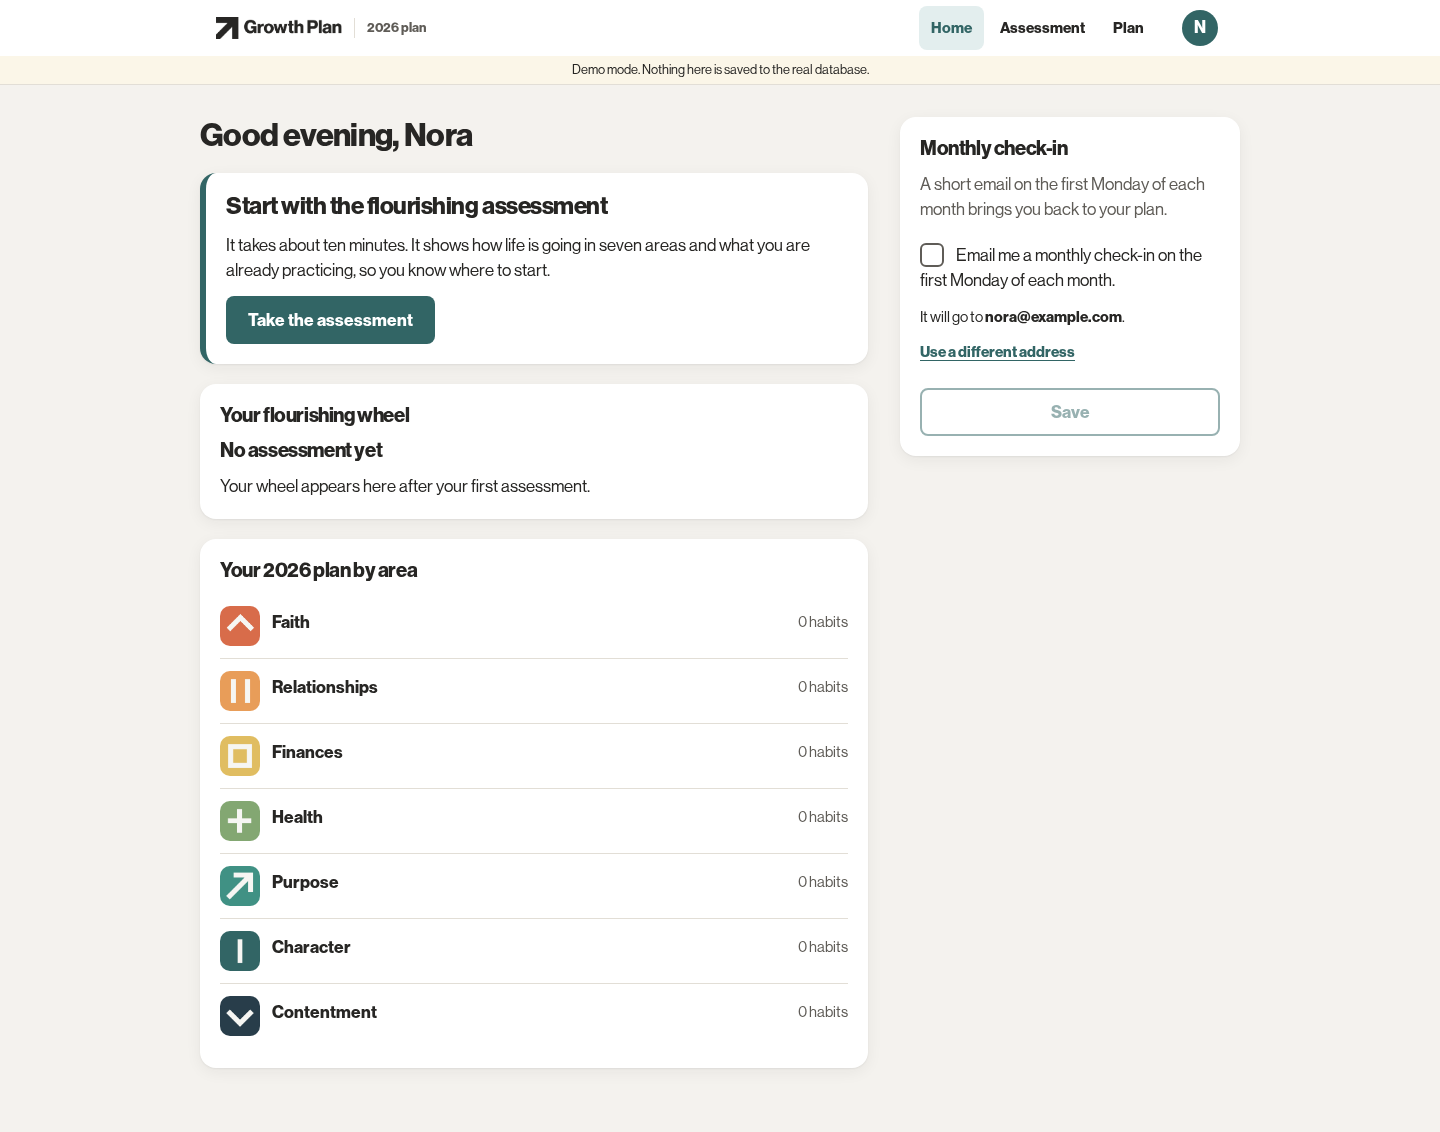 Growth Plan
2026 plan
Home
Assessment
Plan
N
Demo mode. Nothing here is saved to the real database.
Good evening, Nora
Start with the flourishing assessment
It takes about ten minutes. It shows how life is going in seven areas and what you are
already practicing, so you know where to start.
Take the assessment
Your flourishing wheel
No assessment yet
Your wheel appears here after your first assessment.
Your 2026 plan by area
Faith
0 habits
Relationships
0 habits
Finances
0 habits
Health
0 habits
Purpose
0 habits
Character
0 habits
Contentment
0 habits
Monthly check-in
A short email on the first Monday of each
month brings you back to your plan.
Email me a monthly check-in on the
first Monday of each month.
It will go to nora@example.com.
Use a different address
Save